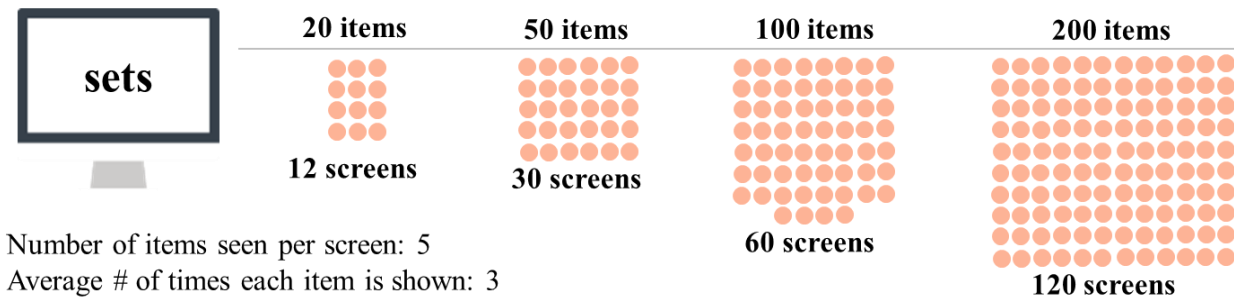 sets
20 items
50 items
100 items
200 items
12 screens
30 screens
60 screens
120 screens
Number of items seen per screen: 5
Average # of times each item is shown: 3